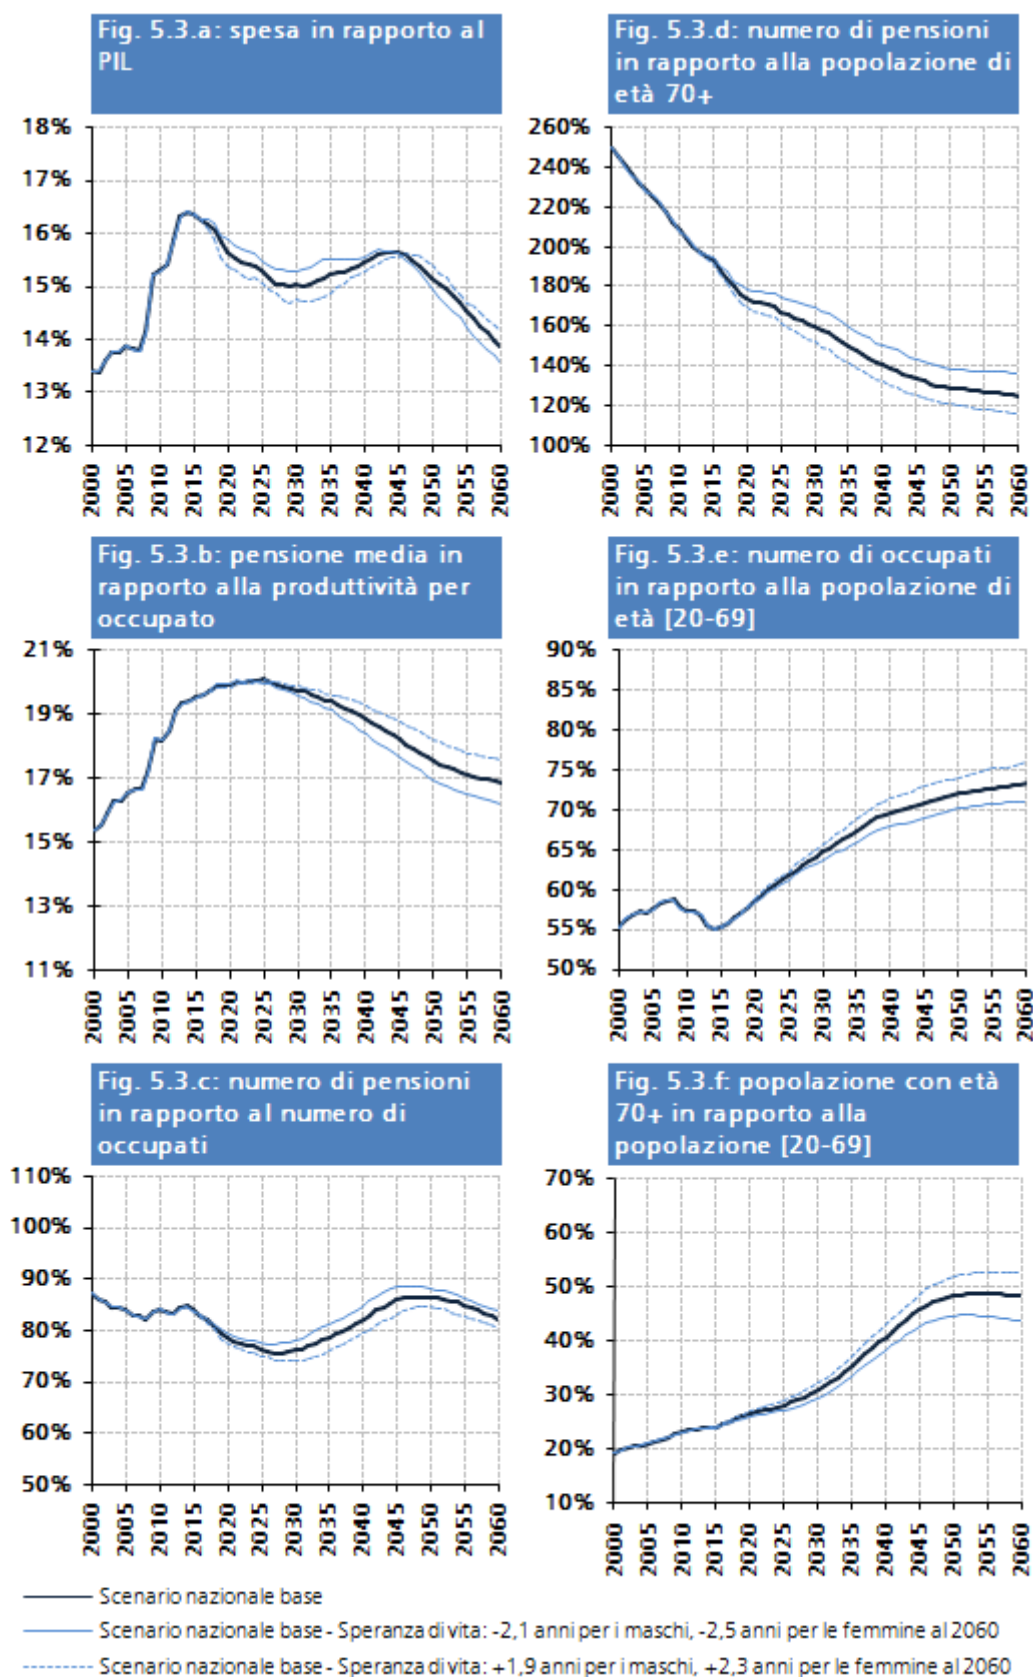 Fig. 5.3.a: spesa in rapporto al
PIL
18%
17%
16%
15%
14%
13%
12%
2000 2005 2010 2015 2020 2025 2030 2035 2040 2045 2050 2055 2060
Fig. 5.3.d: numero di pensioni
in rapporto alla popolazione di
età 70+
260%
240%
220%
200%
180%
160%
140%
120%
100%
2000 2005 2010 2015 2020 2025 2030 2035 2040 2045 2050 2055 2060
Fig. 5.3.b: pensione media in
rapporto alla produttività per
occupato
21%
19%
17%
15%
13%
11%
2000 2005 2010 2015 2020 2025 2030 2035 2040 2045 2050 2055 2060
Fig. 5.3.e: numero di occupati
in rapporto alla popolazione di
età [20-69]
90%
85%
80%
75%
70%
65%
60%
55%
50%
2000 2005 2010 2015 2020 2025 2030 2035 2040 2045 2050 2055 2060
Fig. 5.3.c: numero di pensioni
in rapporto al numero di
occupati
110%
100%
90%
80%
70%
60%
50%
2000 2005 2010 2015 2020 2025 2030 2035 2040 2045 2050 2055 2060
Fig. 5.3.f: popolazione con età
70+ in rapporto alla
popolazione [20-69]
70%
60%
50%
40%
30%
20%
10%
2000 2005 2010 2015 2020 2025 2030 2035 2040 2045 2050 2055 2060
Scenario nazionale base
Scenario nazionale base - Speranza di vita: -2,1 anni per i maschi, -2,5 anni per le femmine al 2060
Scenario nazionale base - Speranza di vita: +1,9 anni per i maschi, +2,3 anni per le femmine al 2060